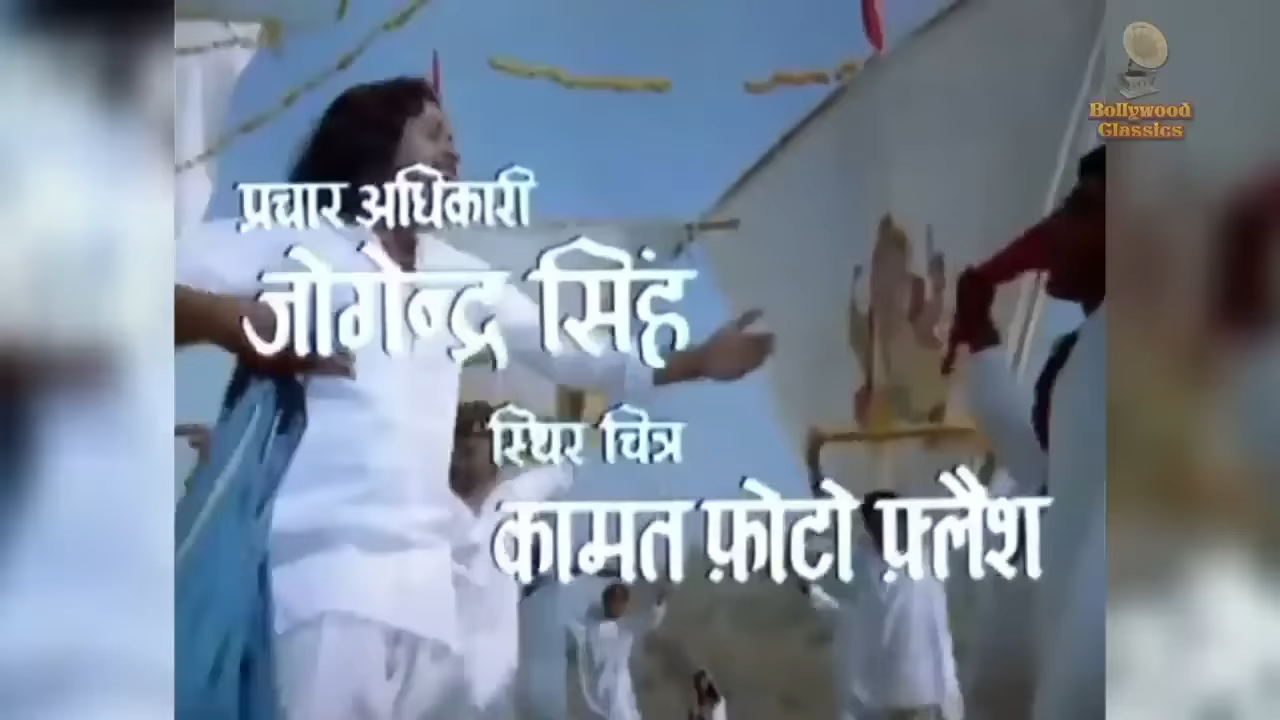 Bollywood
Classics
प्रचार अधिकारी
जोगेन्द्र सिंह
स्थिर चित्र
कामत फ़ोटो फ़्लैश